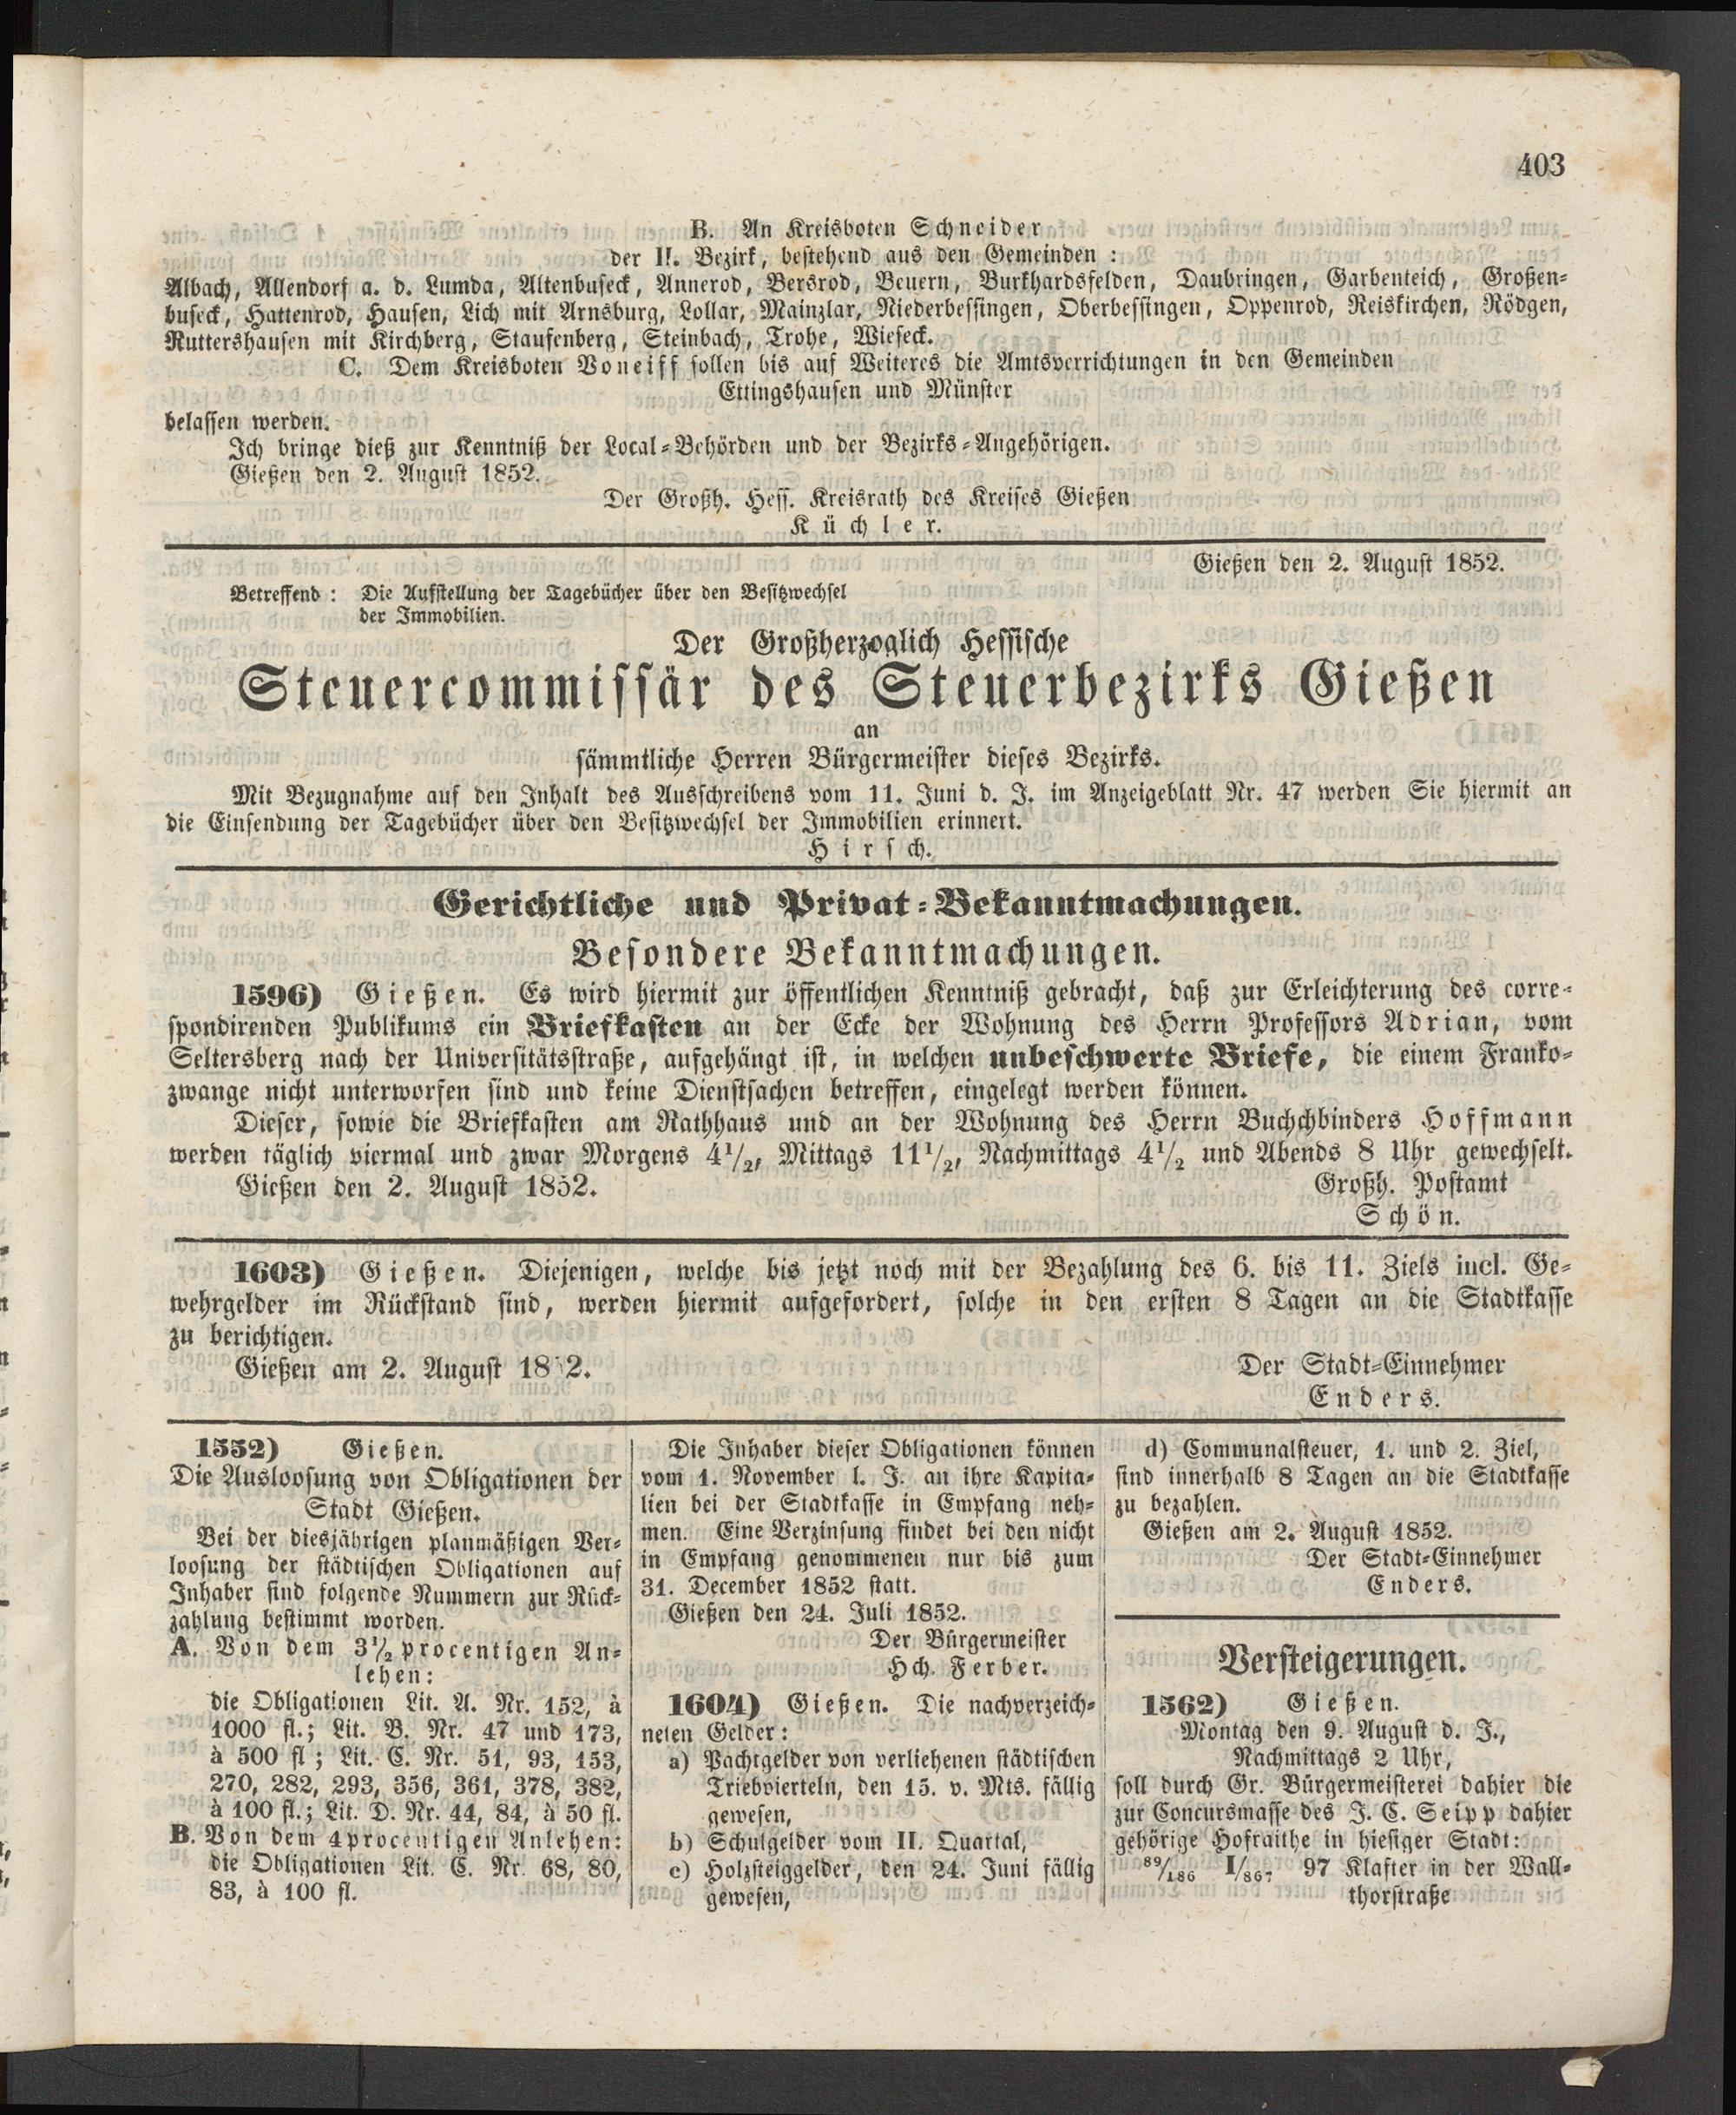 403
B. An Kreisboten Schneider
der II. Bezirk, bestehend aus den Gemeinden :
Albach, Allendorf a. d. Lumda, Altenbuseck, Annerod, Bersrod, Beuern, Burkhardsfelden, Daubringen, Garbenteich, Großen-
buseck, Hattenrod, Hausen, Lich mit Arnsburg, Lollar, Mainzlar, Niederbessingen, Oberbessingen, Oppenrod, Reiskirchen, Rödgen,
Ruttershausen mit Kirchberg, Staufenberg, Steinbach, Trohe, Wieseck.
C. Dem Kreisboten Voneiff sollen bis auf Weiteres die Amtsverrichtungen in den Gemeinden
Ettingshausen und Münster
belassen werden.
Ich bringe dieß zur Kenntniß der Local-Behörden und der Bezirks-Angehörigen.
Gießen den 2. August 1852.
Der Großh. Hess. Kreisrath des Kreises Gießen
Küchler.
Gießen den 2. August 1852.
Betreffend : Die Aufstellung der Tagebücher über den Besitzwechsel
der Immobilien.
Der Großherzoglich Hessische
Steuercommissär des Steuerbezirks Gießen
an
sämmtliche Herren Bürgermeister dieses Bezirks.
Mit Bezugnahme auf den Inhalt des Ausschreibens vom 11. Juni d. J. im Anzeigeblatt Nr. 47 werden Sie hiermit an
die Einsendung der Tagebücher über den Besitzwechsel der Immobilien erinnert.
Hirsch.
Gerichtliche und Privat-Bekanntmachungen.
Besondere Bekanntmachungen.
1596) Gießen. Es wird hiermit zur öffentlichen Kenntniß gebracht, daß zur Erleichterung des corre-
spondirenden Publikums ein Briefkasten an der Ecke der Wohnung des Herrn Professors Adrian, vom
Seltersberg nach der Universitätsstraße, aufgehängt ist, in welchen unbeschwerte Briefe, die einem Franko-
zwange nicht unterworfen sind und keine Dienstsachen betreffen, eingelegt werden können.
Dieser, sowie die Briefkasten am Rathhaus und an der Wohnung des Herrn Buchchbinders Hoffmann
werden täglich viermal und zwar Morgens 4½, Mittags 11½, Nachmittags 4½ und Abends 8 Uhr gewechselt.
Gießen den 2. August 1852.
Großh. Postamt
Schön.
1603) Gießen. Diejenigen, welche bis jetzt noch mit der Bezahlung des 6. bis 11. Ziels incl. Ge-
wehrgelder im Rückstand sind, werden hiermit aufgefordert, solche in den ersten 8 Tagen an die Stadtkasse
zu berichtigen.
Gießen am 2. August 1852.
Der Stadt-Einnehmer
Enders.
1552) Gießen.
Die Ausloosung von Obligationen der
Stadt Gießen.
Bei der diesjährigen planmäßigen Ver-
loosung der städtischen Obligationen auf
Inhaber sind folgende Nummern zur Rück-
zahlung bestimmt worden.
A. Von dem 3½procentigen An-
lehen:
die Obligationen Lit. A. Nr. 152, à
1000 fl.; Lit. B. Nr. 47 und 173,
à 500 fl ; Lit. C. Nr. 51, 93, 153,
270, 282, 293, 356, 361, 378, 382,
à 100 fl.; Lit. D. Nr. 44, 84, à 50 fl.
B. Von dem 4procentigen Anlehen:
die Obligationen Lit. C. Nr. 68, 80,
83, à 100 fl.
Die Inhaber dieser Obligationen können
vom 1. November l. J. an ihre Kapita-
lien bei der Stadtkasse in Empfang neh-
men. Eine Verzinsung findet bei den nicht
in Empfang genommenen nur bis zum
31. December 1852 statt.
Gießen den 24. Juli 1852.
Der Bürgermeister
Hch. Ferber.
1604) Gießen. Die nachverzeich-
neten Gelder:
a) Pachtgelder von verliehenen städtischen
Triebvierteln, den 15. v. Mts. fällig
gewesen,
b) Schulgelder vom II. Quartal,
c) Holzsteiggelder, den 24. Juni fällig
gewesen,
d) Communalsteuer, 1. und 2. Ziel,
sind innerhalb 8 Tagen an die Stadtkasse
zu bezahlen.
Gießen am 2. August 1852.
Der Stadt-Einnehmer
Enders.
Versteigerungen.
1562) Gießen.
Montag den 9. August d. J.,
Nachmittags 2 Uhr,
soll durch Gr. Bürgermeisterei dahier die
zur Concursmasse des J. C. Seipp dahier
gehörige Hofraithe in hiesiger Stadt:
89/186 I/867 97 Klafter in der Wall-
thorstraße